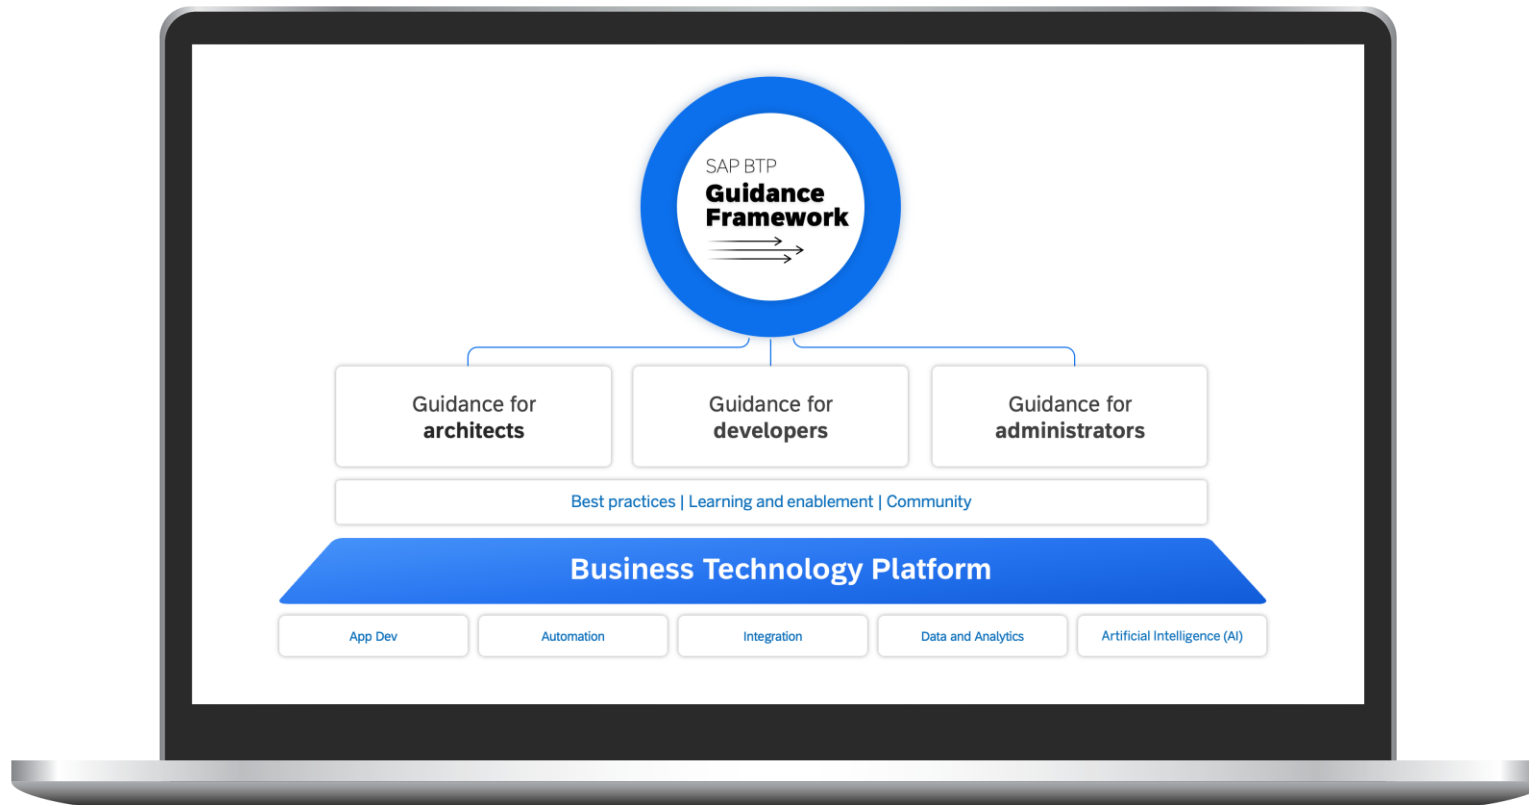 SAP BTP
Guidance
Framework
Guidance for
architects
Guidance for
developers
Guidance for
administrators
Best practices | Learning and enablement | Community
Business Technology Platform
App Dev
Automation
Integration
Data and Analytics
Artificial Intelligence (AI)